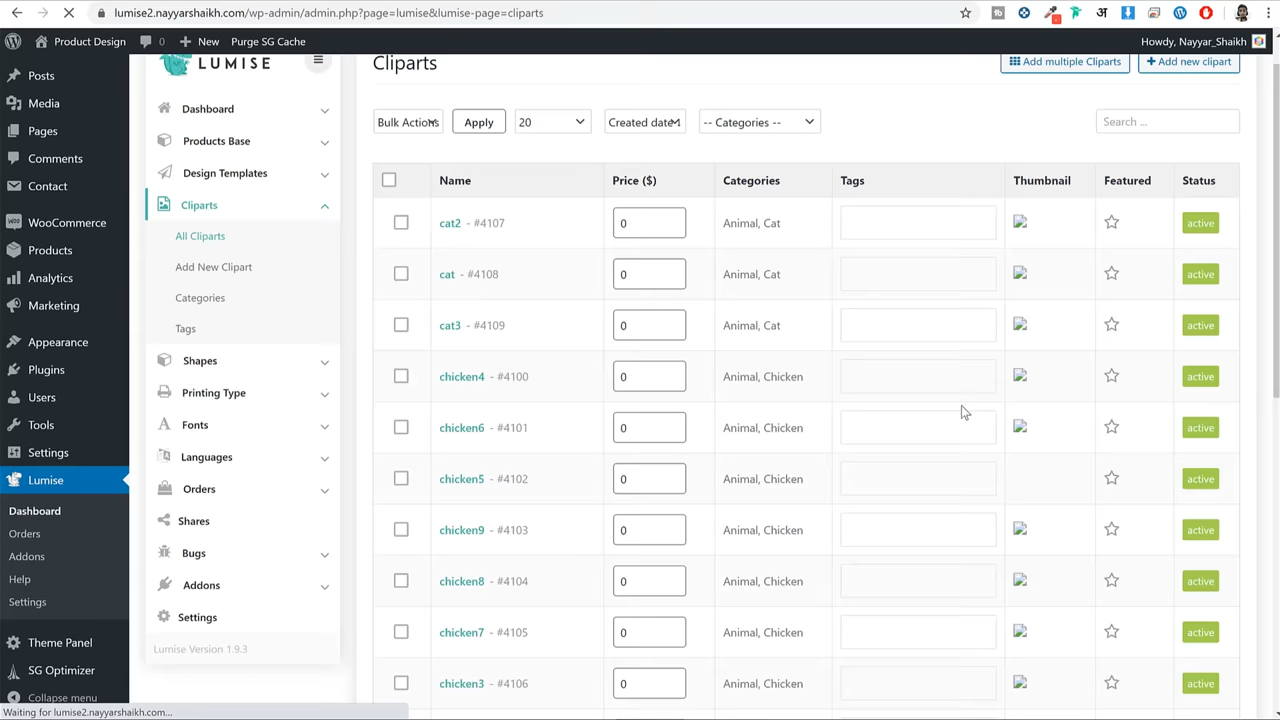 lumise2.nayyarshaikh.com/wp-admin/admin.php?page=lumise&lumise-page=cliparts
Product Design
0
New
Purge SG Cache
Howdy, Nayyar_Shaikh
Posts
Media
Pages
Comments
Contact
WooCommerce
Products
Analytics
Marketing
Appearance
Plugins
Users
Tools
Settings
Lumise
Dashboard
Orders
Addons
Help
Settings
Theme Panel
SG Optimizer
Collapse menu
LUMISE
Dashboard
Products Base
Design Templates
Cliparts
All Cliparts
Add New Clipart
Categories
Tags
Shapes
Printing Type
Fonts
Languages
Orders
Shares
Bugs
Addons
Settings
Lumise Version 1.9.3
Cliparts
Add multiple Cliparts
Add new clipart
Bulk Actions
Apply
20
Created date
-- Categories --
Search ...
Name Price ($) Categories Tags Thumbnail Featured Status
cat2 - #4107 0 Animal, Cat active
cat - #4108 0 Animal, Cat active
cat3 - #4109 0 Animal, Cat active
chicken4 - #4100 0 Animal, Chicken active
chicken6 - #4101 0 Animal, Chicken active
chicken5 - #4102 0 Animal, Chicken active
chicken9 - #4103 0 Animal, Chicken active
chicken8 - #4104 0 Animal, Chicken active
chicken7 - #4105 0 Animal, Chicken active
chicken3 - #4106 0 Animal, Chicken active
Waiting for lumise2.nayyarshaikh.com...